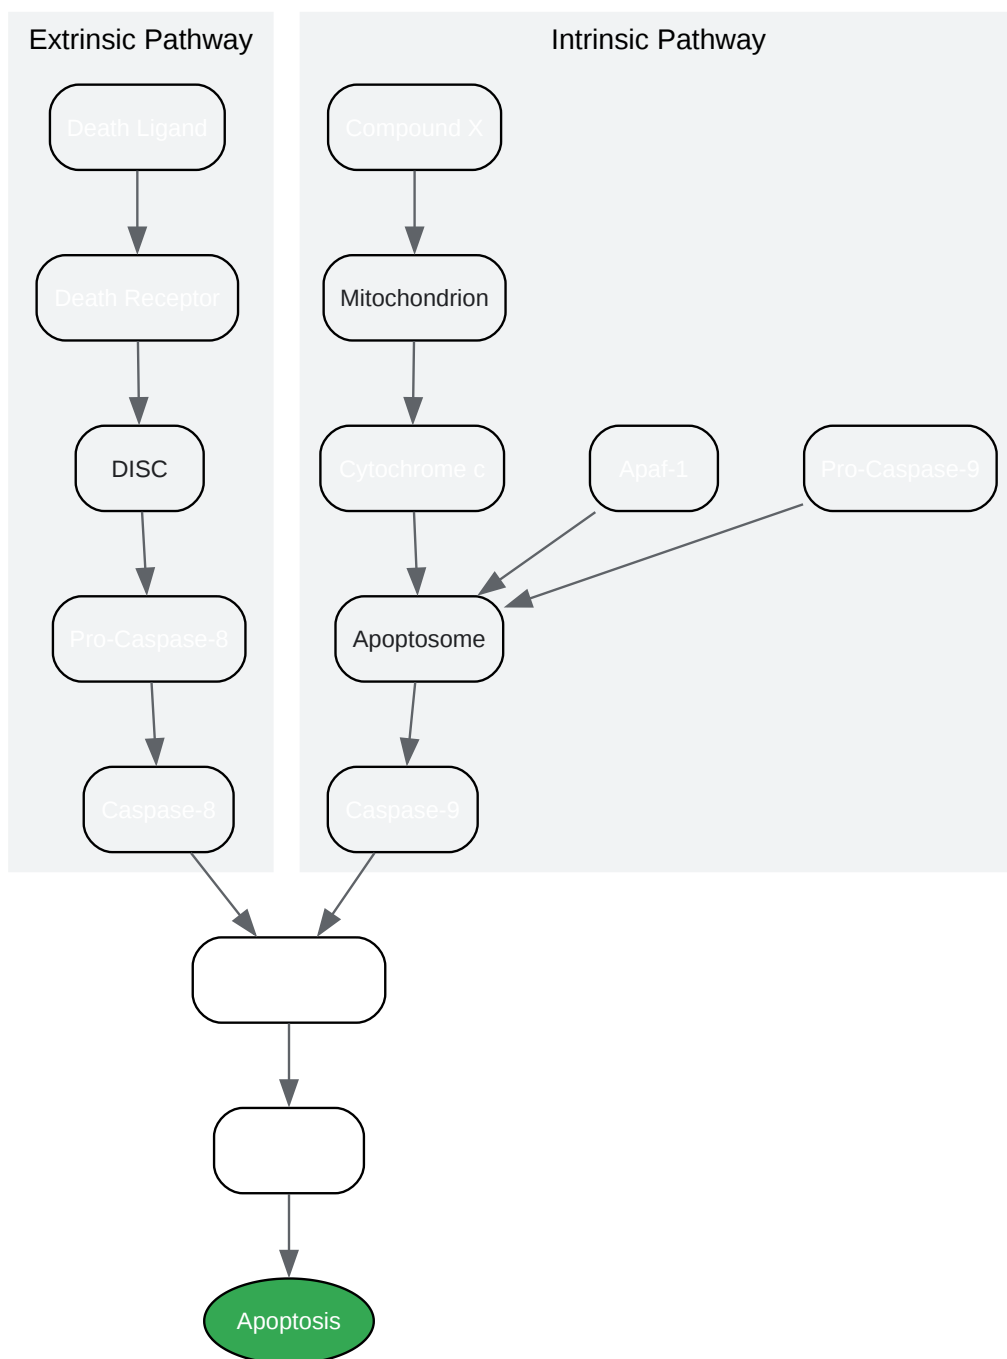 Extrinsic Pathway
Intrinsic Pathway
Death Ligand
Compound X
Death Receptor
Mitochondrion
DISC
Cytochrome c
Apaf-1
Pro-Caspase-9
Pro-Caspase-8
Apoptosome
Caspase-8
Caspase-9
Apoptosis